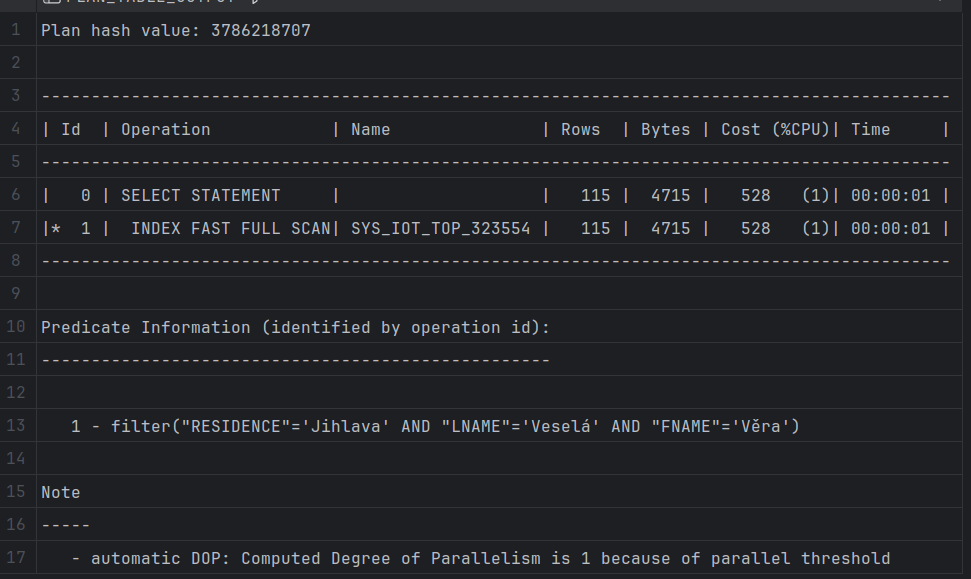 1 Plan hash value: 3786218707
2
3 -------------------------------------------------------------------------------------------
4 | Id  | Operation            | Name               | Rows  | Bytes | Cost (%CPU)| Time     |
5 -------------------------------------------------------------------------------------------
6 |   0 | SELECT STATEMENT     |                    |   115 |  4715 |   528   (1)| 00:00:01 |
7 |*  1 |  INDEX FAST FULL SCAN| SYS_IOT_TOP_323554 |   115 |  4715 |   528   (1)| 00:00:01 |
8 -------------------------------------------------------------------------------------------
9
10 Predicate Information (identified by operation id):
11 ---------------------------------------------------
12
13    1 - filter("RESIDENCE"='Jihlava' AND "LNAME"='Veselá' AND "FNAME"='Věra')
14
15 Note
16 -----
17    - automatic DOP: Computed Degree of Parallelism is 1 because of parallel threshold